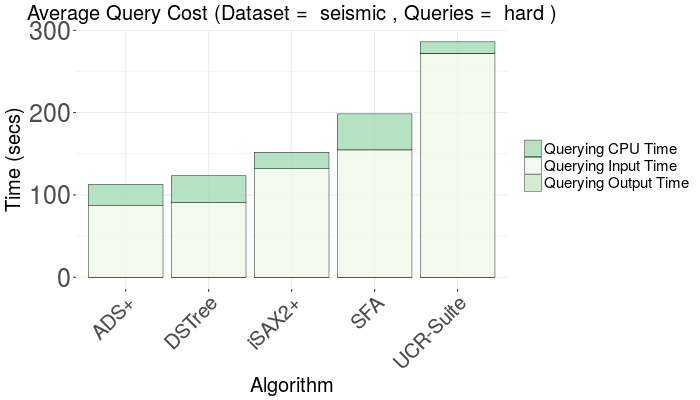 Average Query Cost (Dataset =  seismic , Queries =  hard )
Time (secs)
300
200
100
0
ADS+
DSTree
iSAX2+
SFA
UCR-Suite
Algorithm
Querying CPU Time
Querying Input Time
Querying Output Time